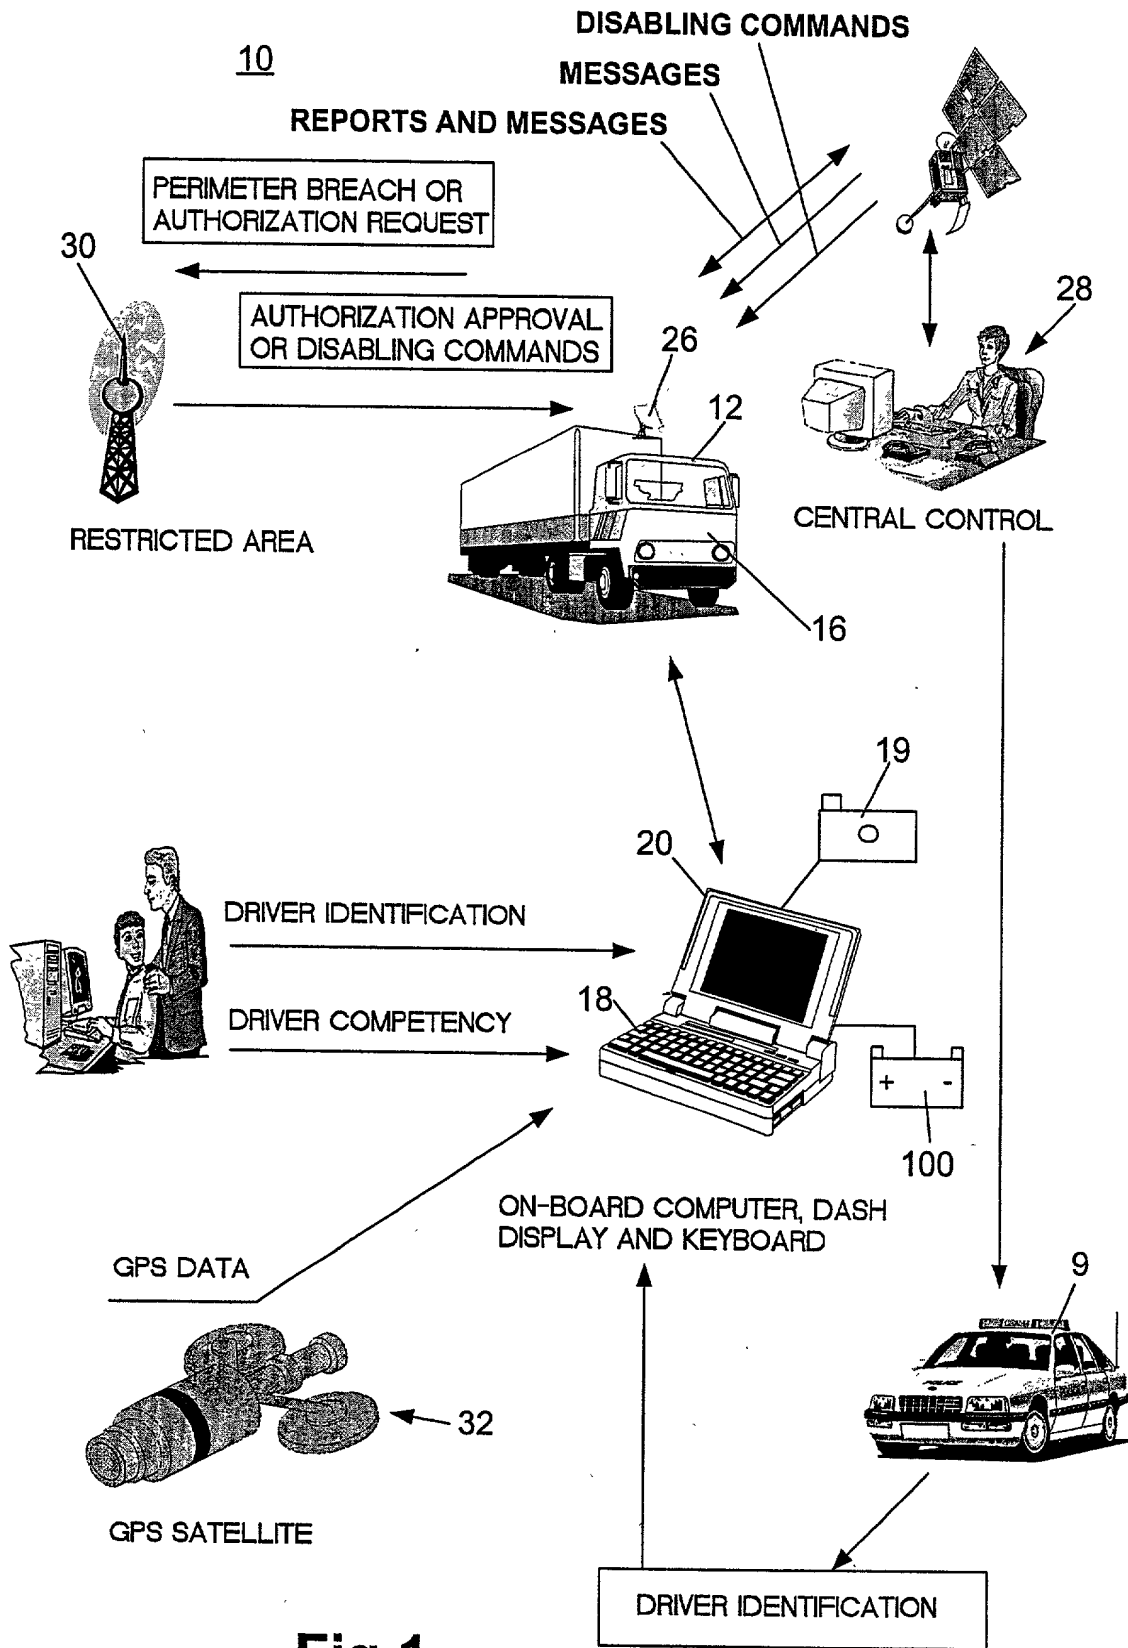 DISABLING COMMANDS
10
MESSAGES
REPORTS AND MESSAGES
PERIMETER BREACH OR
AUTHORIZATION REQUEST
30
28
AUTHORIZATION APPROVAL
OR DISABLING COMMANDS
26
12
CENTRAL CONTROL
RESTRICTED AREA
16
19
20
DRIVER IDENTIFICATION
18
DRIVER COMPETENCY
+ -
100
ON-BOARD COMPUTER, DASH
DISPLAY AND KEYBOARD
GPS DATA
9
32
GPS SATELLITE
DRIVER IDENTIFICATION
Fig 1